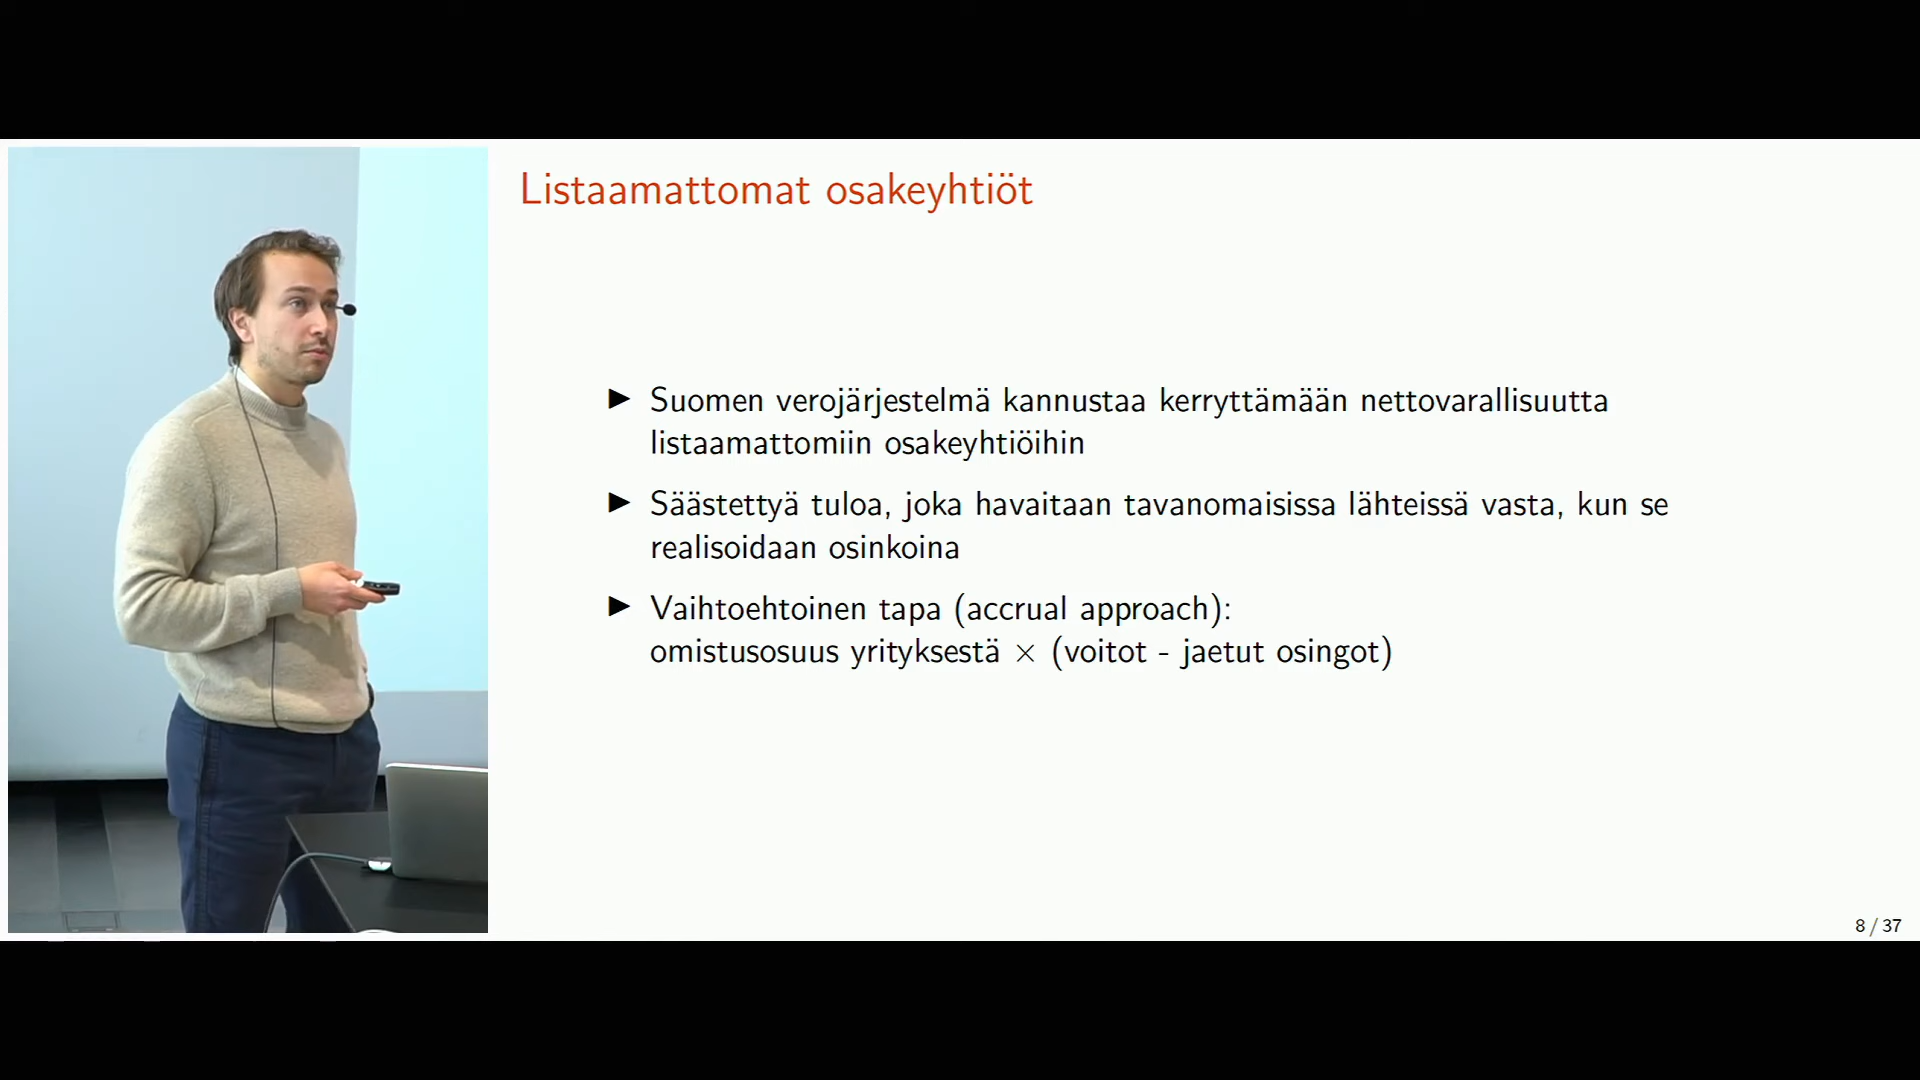 Listaamattomat osakeyhtiöt
▶ Suomen verojärjestelmä kannustaa kerryttämään nettovarallisuutta
listaamattomiin osakeyhtiöihin
▶ Säästettyä tuloa, joka havaitaan tavanomaisissa lähteissä vasta, kun se
realisoidaan osinkoina
▶ Vaihtoehtoinen tapa (accrual approach):
omistusosuus yrityksestä × (voitot - jaetut osingot)
8 / 37